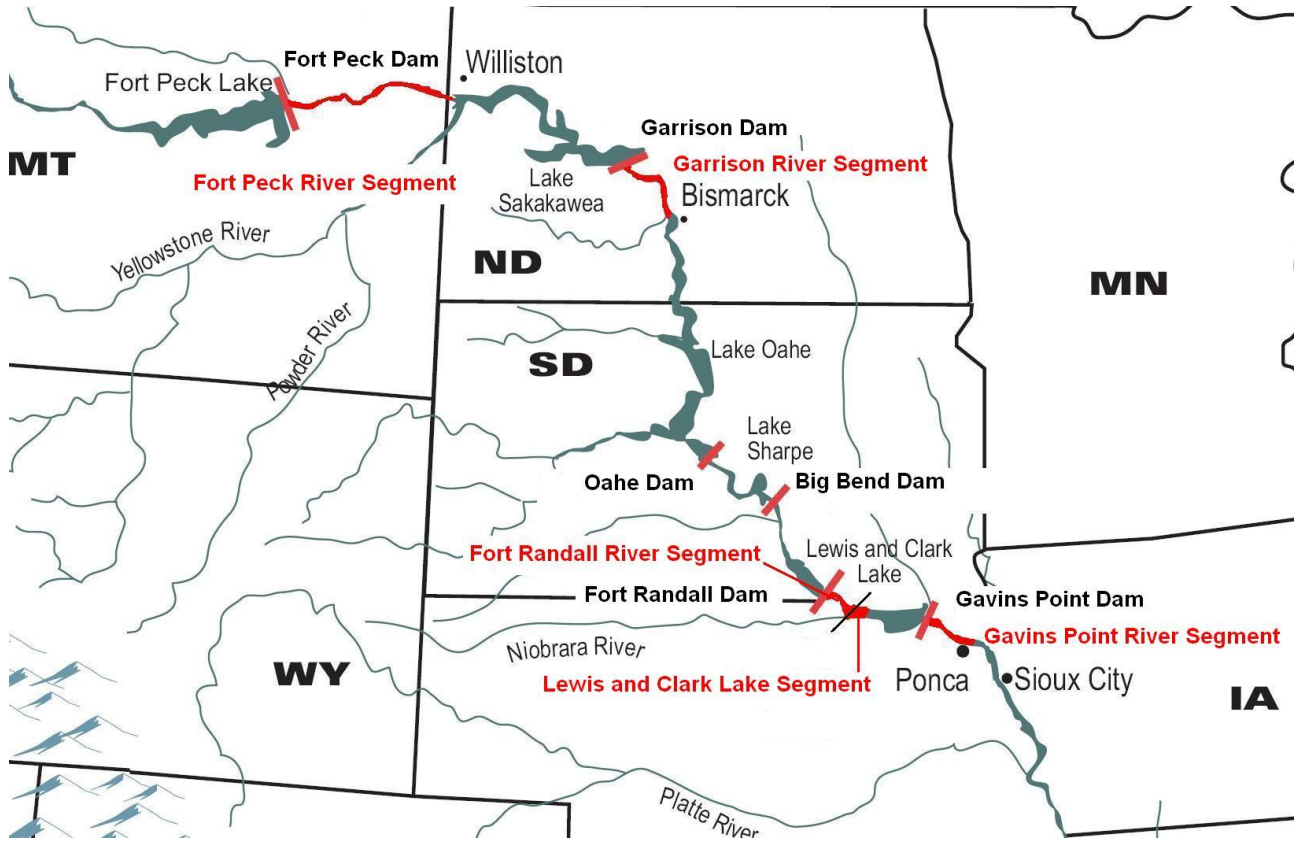 Fort Peck Dam
Williston
Fort Peck Lake
Garrison Dam
MT
Garrison River Segment
Fort Peck River Segment
Lake
Sakakawea
Bismarck
Yellowstone River
ND
MN
Powder River
Lake Oahe
SD
Lake
Sharpe
Oahe Dam
Big Bend Dam
Fort Randall River Segment
Lewis and Clark
Lake
Fort Randall Dam
Gavins Point Dam
Gavins Point River Segment
Niobrara River
WY
Lewis and Clark Lake Segment
Ponca
Sioux City
IA
Platte River